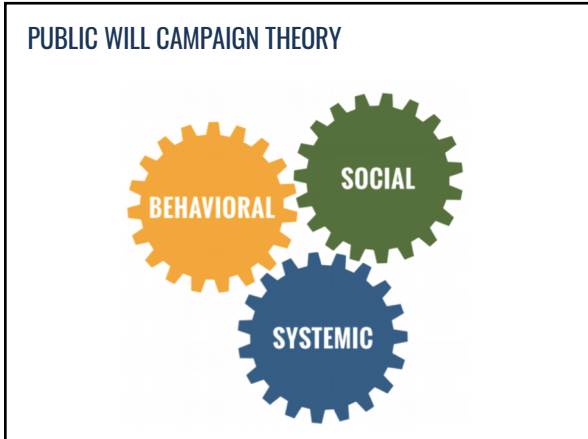 PUBLIC WILL CAMPAIGN THEORY
SOCIAL
BEHAVIORAL
SYSTEMIC